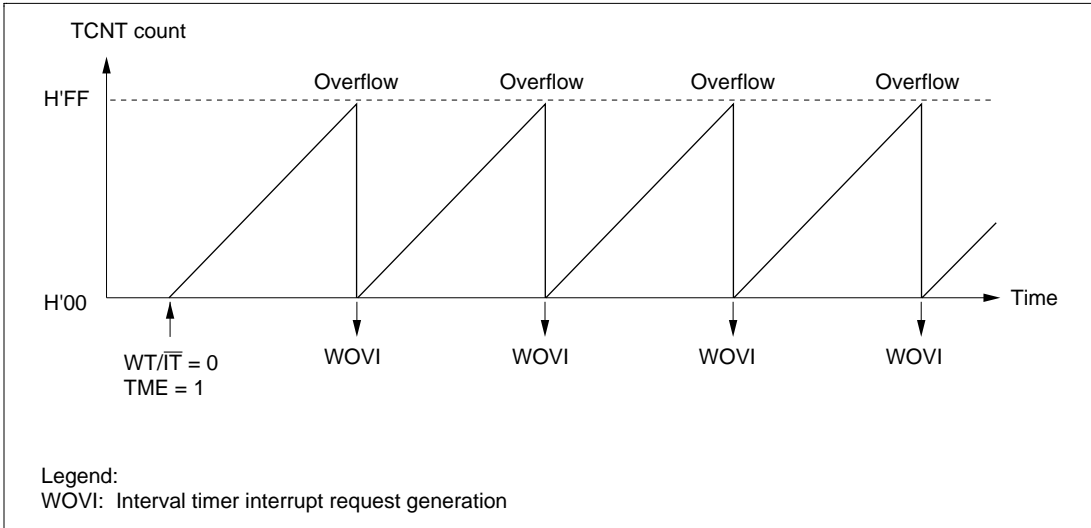 TCNT count
Overflow Overflow Overflow Overflow
H'FF
H'00
Time
WT/I̅T̅ = 0
TME = 1
WOVI WOVI WOVI WOVI
Legend:
WOVI: Interval timer interrupt request generation